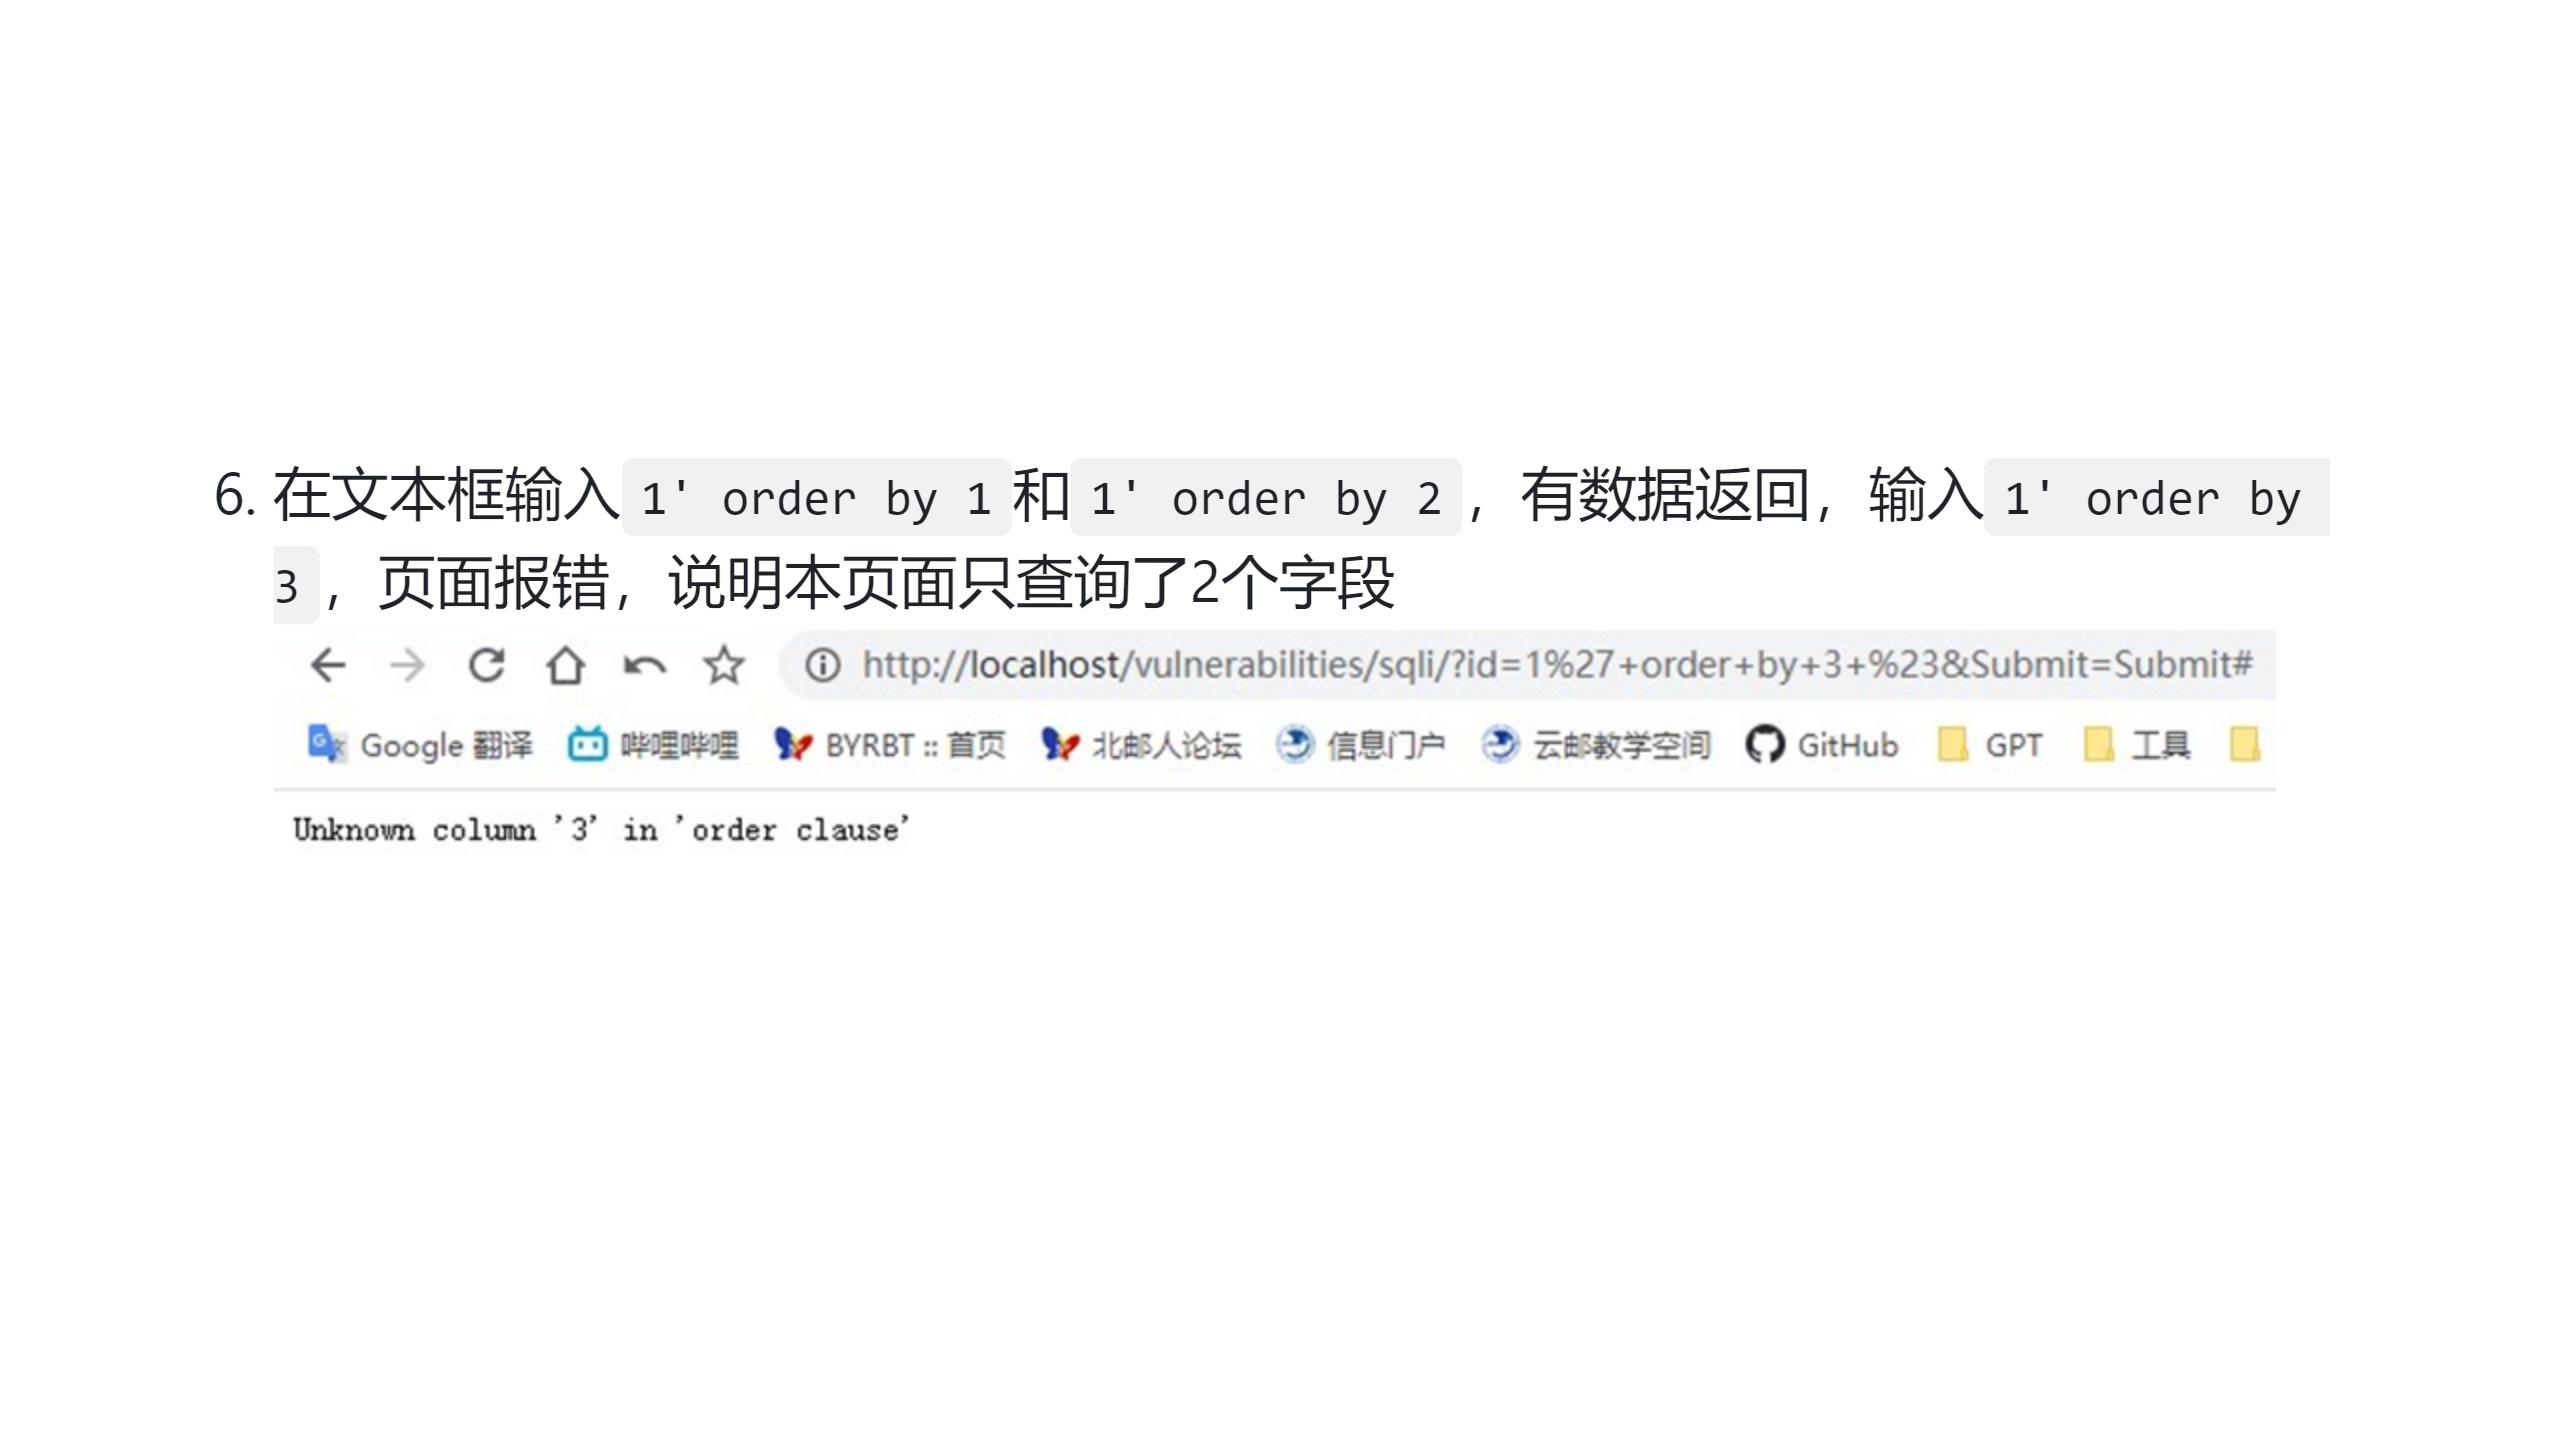 6. 在文本框输入 1' order by 1 和 1' order by 2 ，有数据返回，输入 1' order by
3 ，页面报错，说明本页面只查询了2个字段
http://localhost/vulnerabilities/sqli/?id=1%27+order+by+3+%23&Submit=Submit#
Google 翻译 哔哩哔哩 BYRBT :: 首页 北邮人论坛 信息门户 云邮教学空间 GitHub GPT 工具
Unknown column '3' in 'order clause'